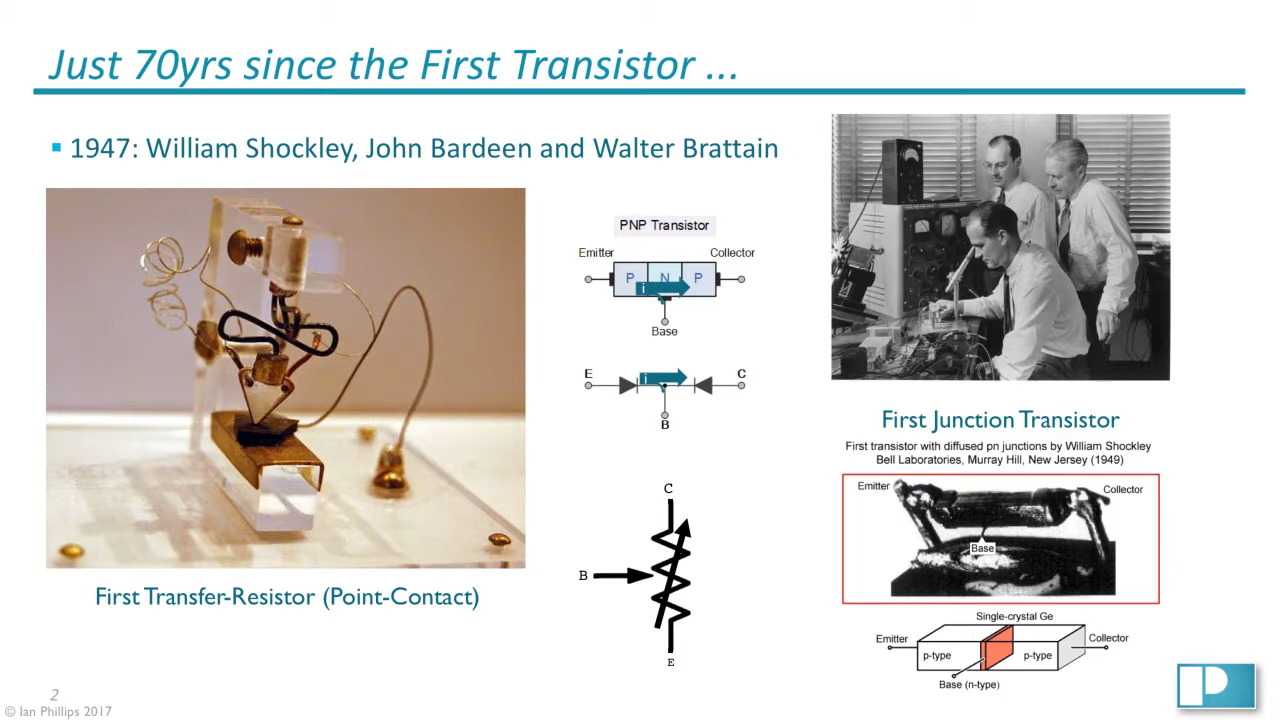 Just 70yrs since the First Transistor ...
1947: William Shockley, John Bardeen and Walter Brattain
First Transfer-Resistor (Point-Contact)
PNP Transistor
Emitter
Collector
P N P
i
Base
E
C
i
B
C
B
E
First Junction Transistor
First transistor with diffused pn junctions by William Shockley
Bell Laboratories, Murray Hill, New Jersey (1949)
Emitter
Collector
Base
Single-crystal Ge
Emitter
Collector
p-type
p-type
Base (n-type)
2
© Ian Phillips 2017
P